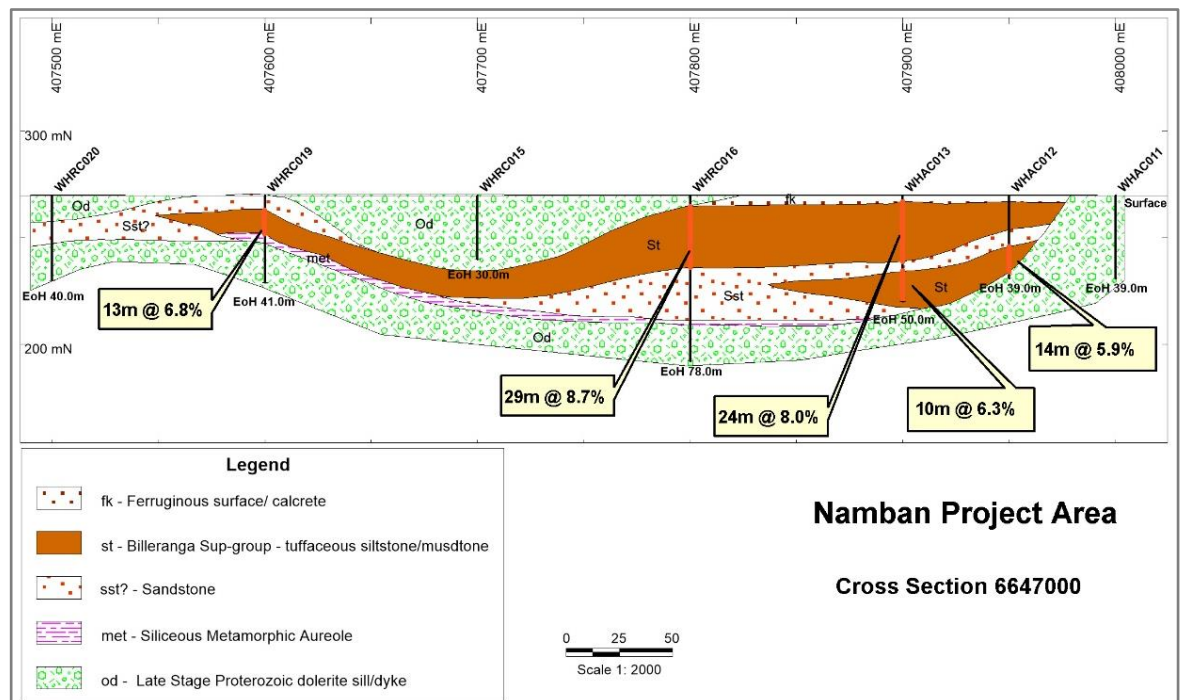 407500 mE
407600 mE
407700 mE
407800 mE
407900 mE
408000 mE
300 mN
WHRC020
WHRC019
WHRC015
WHRC016
WHAC013
WHAC012
WHAC011
Surface
fk
Od
Sst?
Od
St
met
EoH 30.0m
Sst
St
EoH 39.0m
EoH 39.0m
EoH 40.0m
EoH 41.0m
EoH 50.0m
13m @ 6.8%
Od
200 mN
14m @ 5.9%
EoH 78.0m
29m @ 8.7%
24m @ 8.0%
10m @ 6.3%
Legend
fk - Ferruginous surface/ calcrete
st - Billeranga Sup-group - tuffaceous siltstone/musdtone
sst? - Sandstone
met - Siliceous Metamorphic Aureole
od - Late Stage Proterozoic dolerite sill/dyke
Namban Project Area
Cross Section 6647000
0 25 50
Scale 1: 2000